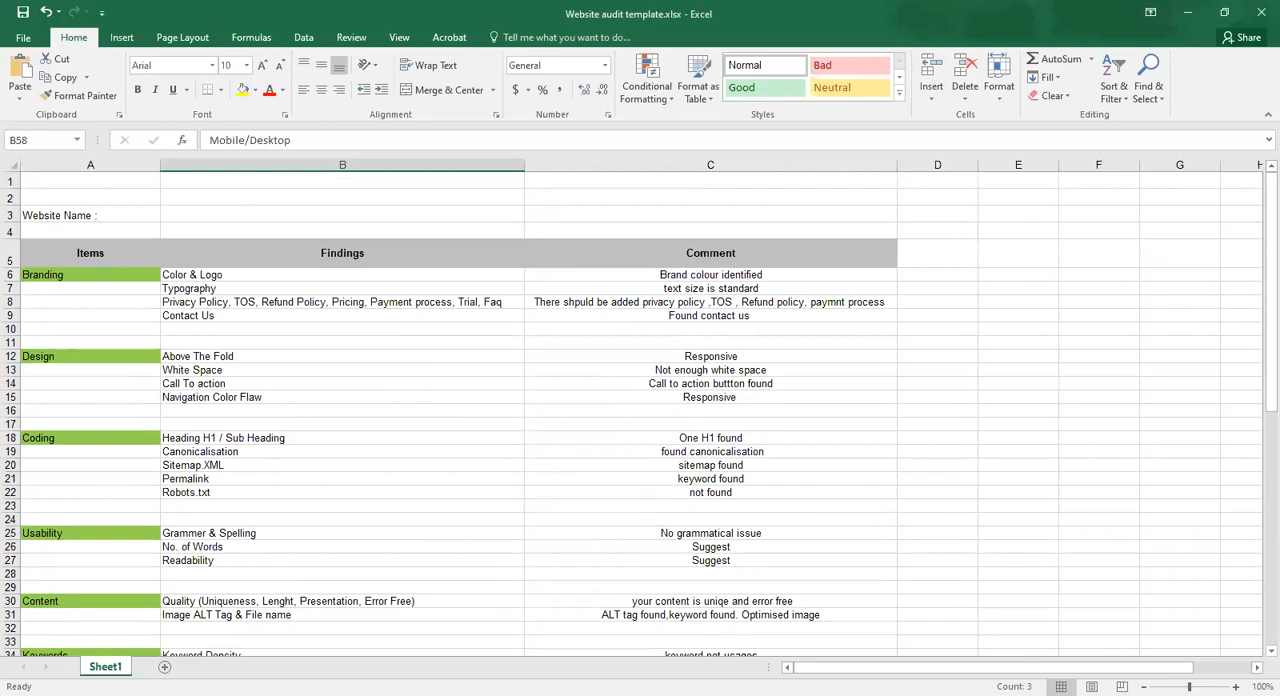 Website audit template.xlsx - Excel
File Home Insert Page Layout Formulas Data Review View Acrobat Tell me what you want to do... Share
Paste Cut Copy Format Painter Clipboard
Arial 10 A A B I U A Font
Wrap Text Merge & Center Alignment
General $ % , Number
Conditional Formatting Format as Table Normal Bad Good Neutral Styles
Insert Delete Format Cells
AutoSum Fill Clear Sort & Filter Find & Select Editing
B58 fx Mobile/Desktop
A B C D E F G H
1
2
3 Website Name :
4
5 Items Findings Comment
6 Branding Color & Logo Brand colour identified
7 Typography text size is standard
8 Privacy Policy, TOS, Refund Policy, Pricing, Payment process, Trial, Faq There shpuld be added privacy policy ,TOS , Refund policy, paymnt process
9 Contact Us Found contact us
10
11
12 Design Above The Fold Responsive
13 White Space Not enough white space
14 Call To action Call to action buttton found
15 Navigation Color Flaw Responsive
16
17
18 Coding Heading H1 / Sub Heading One H1 found
19 Canonicalisation found canonicalisation
20 Sitemap.XML sitemap found
21 Permalink keyword found
22 Robots.txt not found
23
24
25 Usability Grammer & Spelling No grammatical issue
26 No. of Words Suggest
27 Readability Suggest
28
29
30 Content Quality (Uniqueness, Lenght, Presentation, Error Free) your content is uniqe and error free
31 Image ALT Tag & File name ALT tag found,keyword found. Optimised image
32
33
34 Keywords Keyword Density keyword not usages
Sheet1
Ready Count: 3 100%